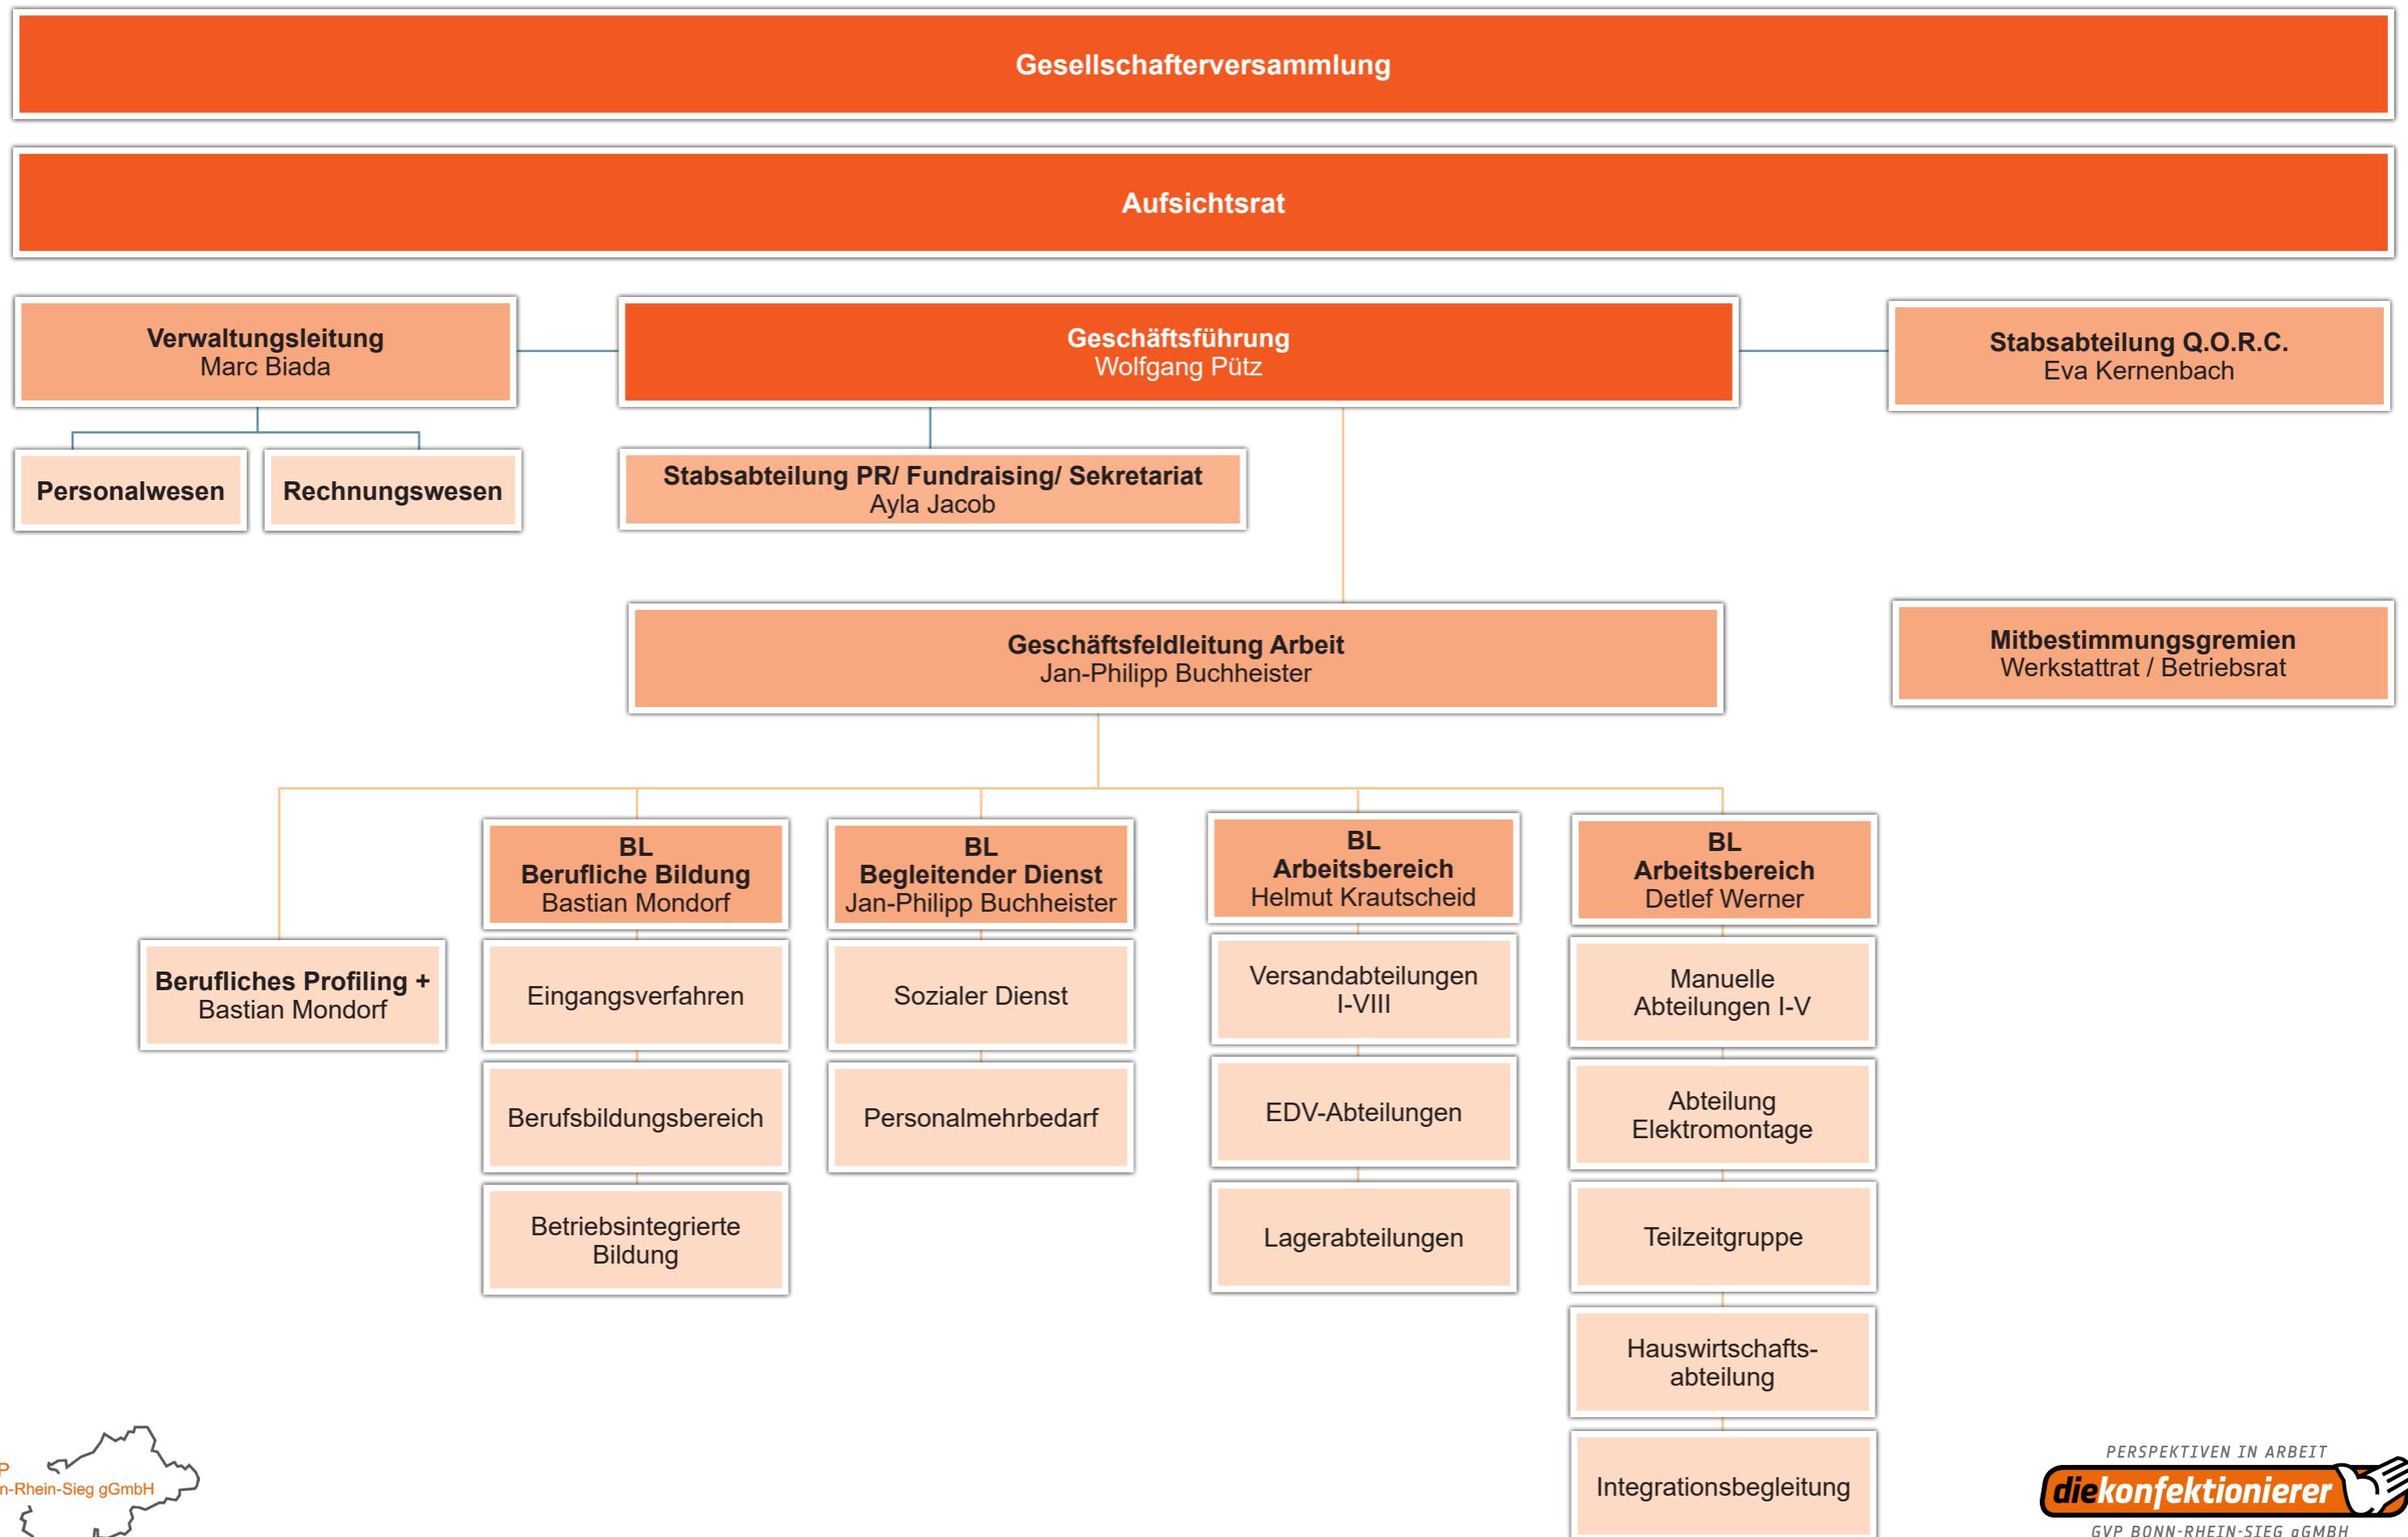 Gesellschafterversammlung
Aufsichtsrat
Verwaltungsleitung
Marc Biada
Geschäftsführung
Wolfgang Pütz
Stabsabteilung Q.O.R.C.
Eva Kernenbach
Personalwesen
Rechnungswesen
Stabsabteilung PR/ Fundraising/ Sekretariat
Ayla Jacob
Geschäftsfeldleitung Arbeit
Jan-Philipp Buchheister
Mitbestimmungsgremien
Werkstattrat / Betriebsrat
Berufliches Profiling +
Bastian Mondorf
BL
Berufliche Bildung
Bastian Mondorf
Eingangsverfahren
Berufsbildungsbereich
Betriebsintegrierte
Bildung
BL
Begleitender Dienst
Jan-Philipp Buchheister
Sozialer Dienst
Personalmehrbedarf
BL
Arbeitsbereich
Helmut Krautscheid
Versandabteilungen
I-VIII
EDV-Abteilungen
Lagerabteilungen
BL
Arbeitsbereich
Detlef Werner
Manuelle
Abteilungen I-V
Abteilung
Elektromontage
Teilzeitgruppe
Hauswirtschafts-
abteilung
Integrationsbegleitung
P
n-Rhein-Sieg gGmbH
PERSPEKTIVEN IN ARBEIT
diekonfektionierer
GVP BONN-RHEIN-SIEG gGMBH